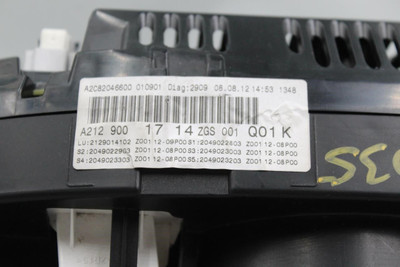 A2C82046600 010901 Diag:2909 08.08.12 14:53 1348
A212 900 17 14 ZGS 001 Q01 K
LU:2129014102 Z001 12-09P00 S1:2049022803 Z001 12-08P00
S2:2049022903 Z001 12-08P00 S3:2049023003 Z001 12-08P00
S4:2049023303 Z001 12-08P00 S5:2049023203 Z001 12-08P00